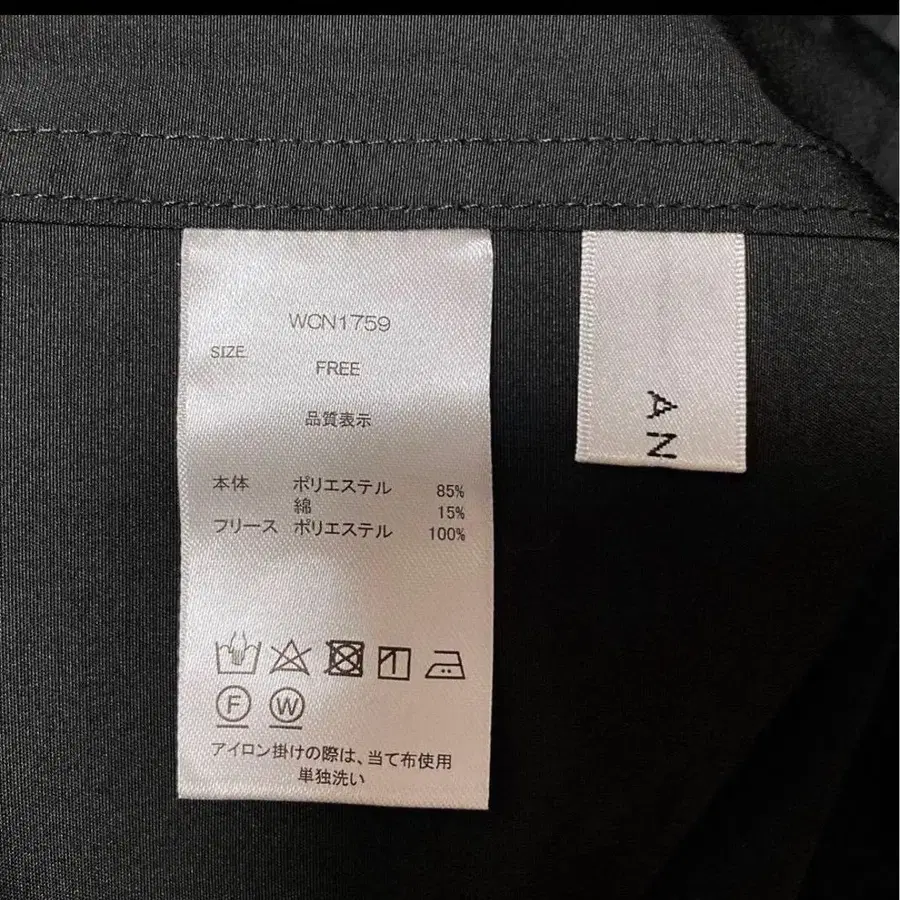 WCN1759
SIZE
FREE
品質表示
本体 ポリエステル 85%
綿 15%
フリース ポリエステル 100%
F W
アイロン掛けの際は、当て布使用
単独洗い
AN